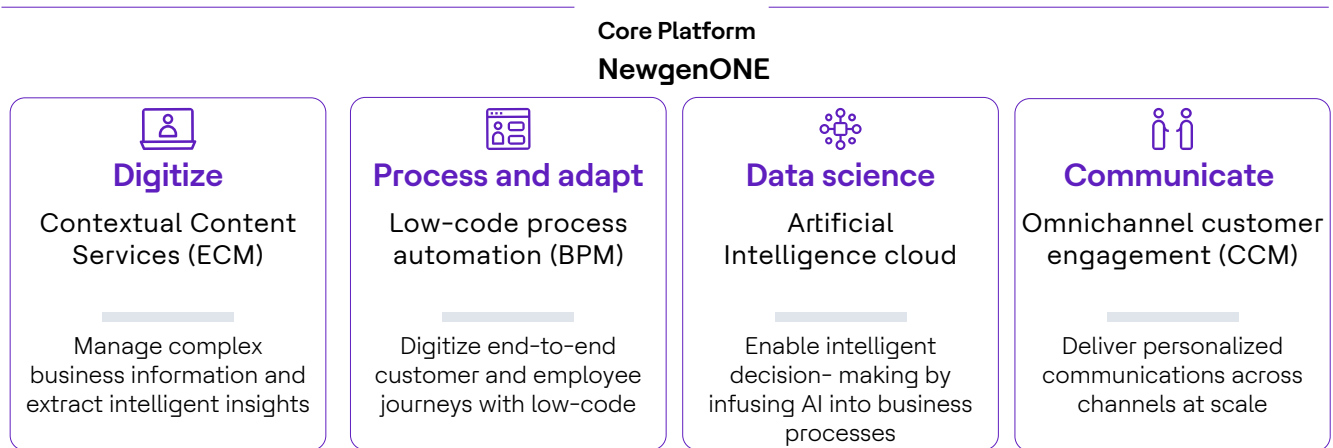 Core Platform
NewgenONE
Digitize
Contextual Content
Services (ECM)
Manage complex
business information and
extract intelligent insights
Process and adapt
Low-code process
automation (BPM)
Digitize end-to-end
customer and employee
journeys with low-code
Data science
Artificial
Intelligence cloud
Enable intelligent
decision- making by
infusing AI into business
processes
Communicate
Omnichannel customer
engagement (CCM)
Deliver personalized
communications across
channels at scale